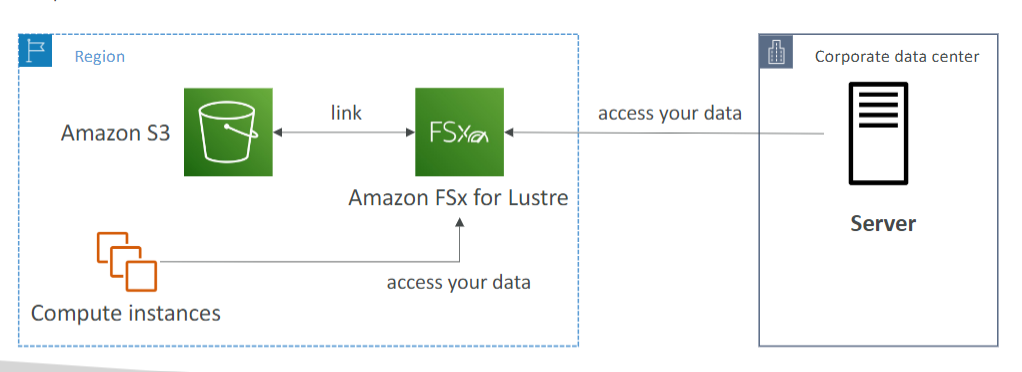 Region
Corporate data center
Amazon S3
link
FSx
access your data
Amazon FSx for Lustre
Server
access your data
Compute instances